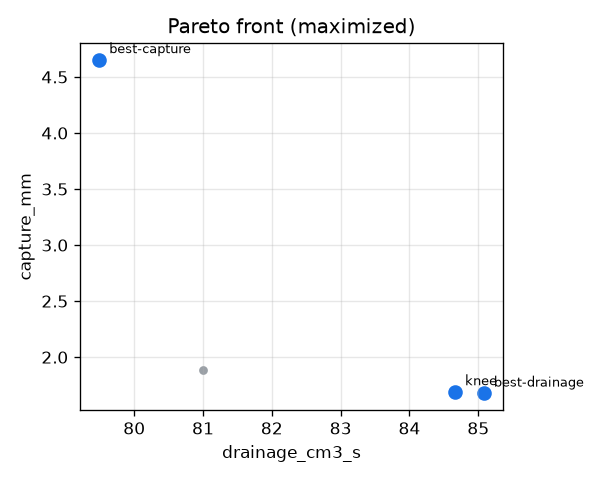 Pareto front (maximized)
best-capture
4.5
4.0
3.5
3.0
2.5
2.0
capture_mm
knee
best-drainage
80 81 82 83 84 85
drainage_cm3_s